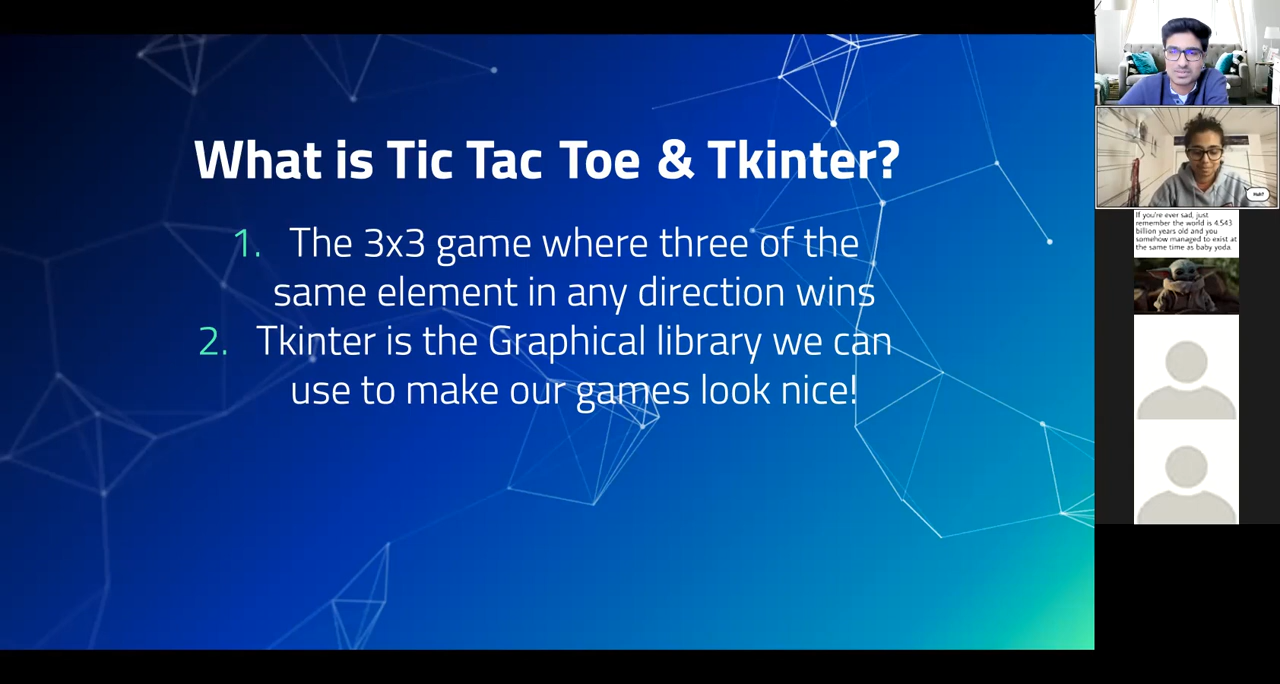 What is Tic Tac Toe & Tkinter?
1. The 3x3 game where three of the
same element in any direction wins
2. Tkinter is the Graphical library we can
use to make our games look nice!
If you're ever sad, just
remember the world is 4.543
billion years old and you
somehow managed to exist at
the same time as baby yoda.